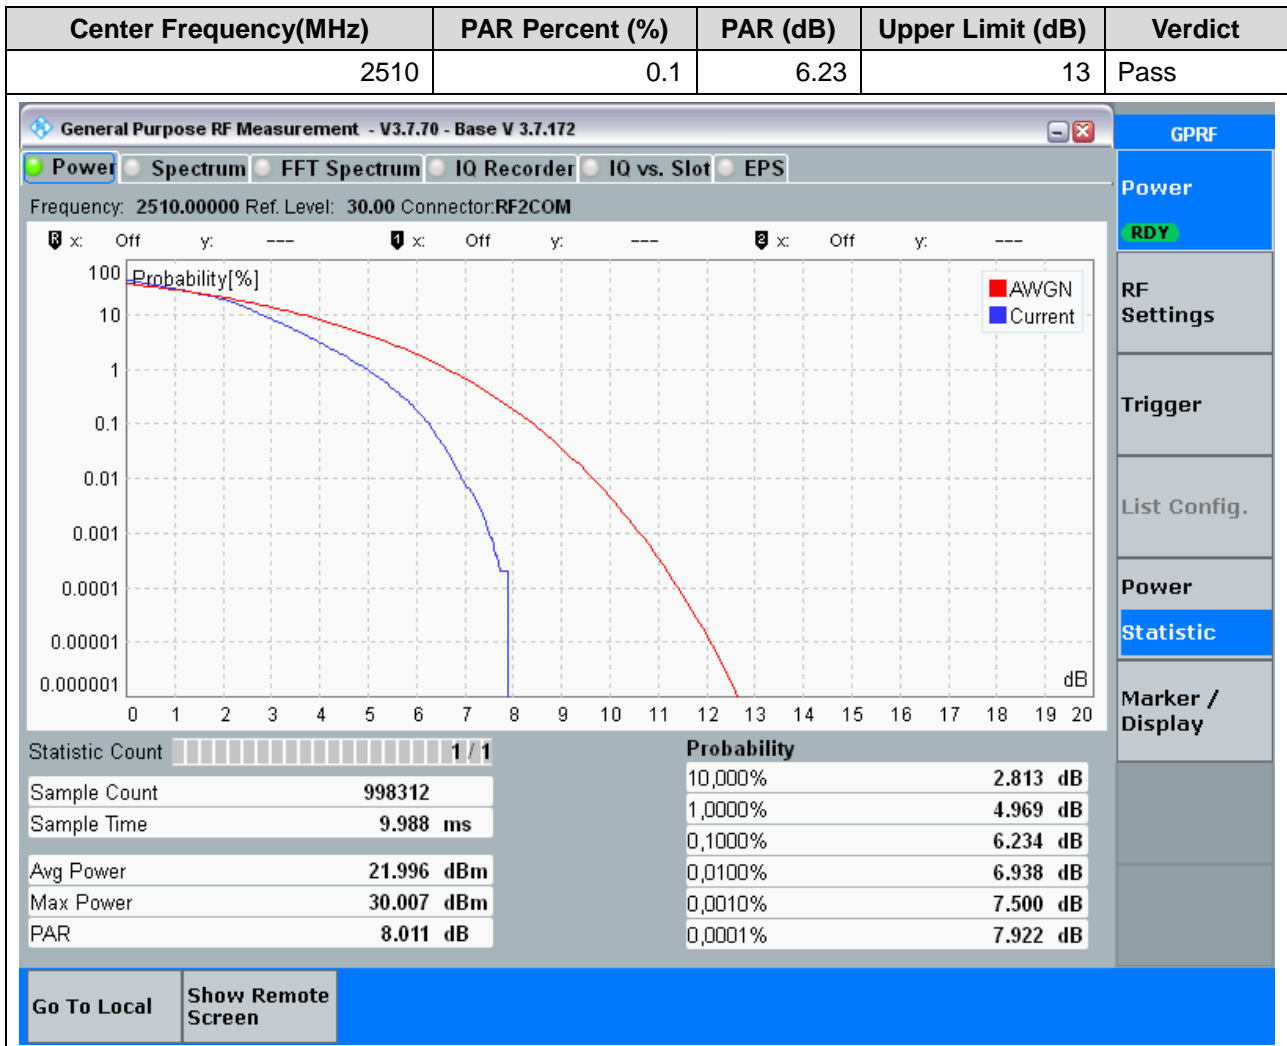 Center Frequency(MHz) PAR Percent (%) PAR (dB) Upper Limit (dB) Verdict
2510 0.1 6.23 13 Pass
General Purpose RF Measurement - V3.7.70 - Base V 3.7.172
GPRF
Power Spectrum FFT Spectrum IQ Recorder IQ vs. Slot EPS
Power
RDY
Frequency: 2510.00000 Ref. Level: 30.00 Connector:RF2COM
R x: Off y: --- 1 x: Off y: --- 2 x: Off y: ---
Probability[%]
AWGN
Current
100
10
1
0.1
0.01
0.001
0.0001
0.00001
0.000001
dB
0 1 2 3 4 5 6 7 8 9 10 11 12 13 14 15 16 17 18 19 20
RF
Settings
Trigger
List Config.
Power
Statistic
Marker /
Display
Statistic Count 1 / 1
Sample Count 998312
Sample Time 9.988 ms
Avg Power 21.996 dBm
Max Power 30.007 dBm
PAR 8.011 dB
Probability
10,000% 2.813 dB
1,0000% 4.969 dB
0,1000% 6.234 dB
0,0100% 6.938 dB
0,0010% 7.500 dB
0,0001% 7.922 dB
Go To Local
Show Remote
Screen